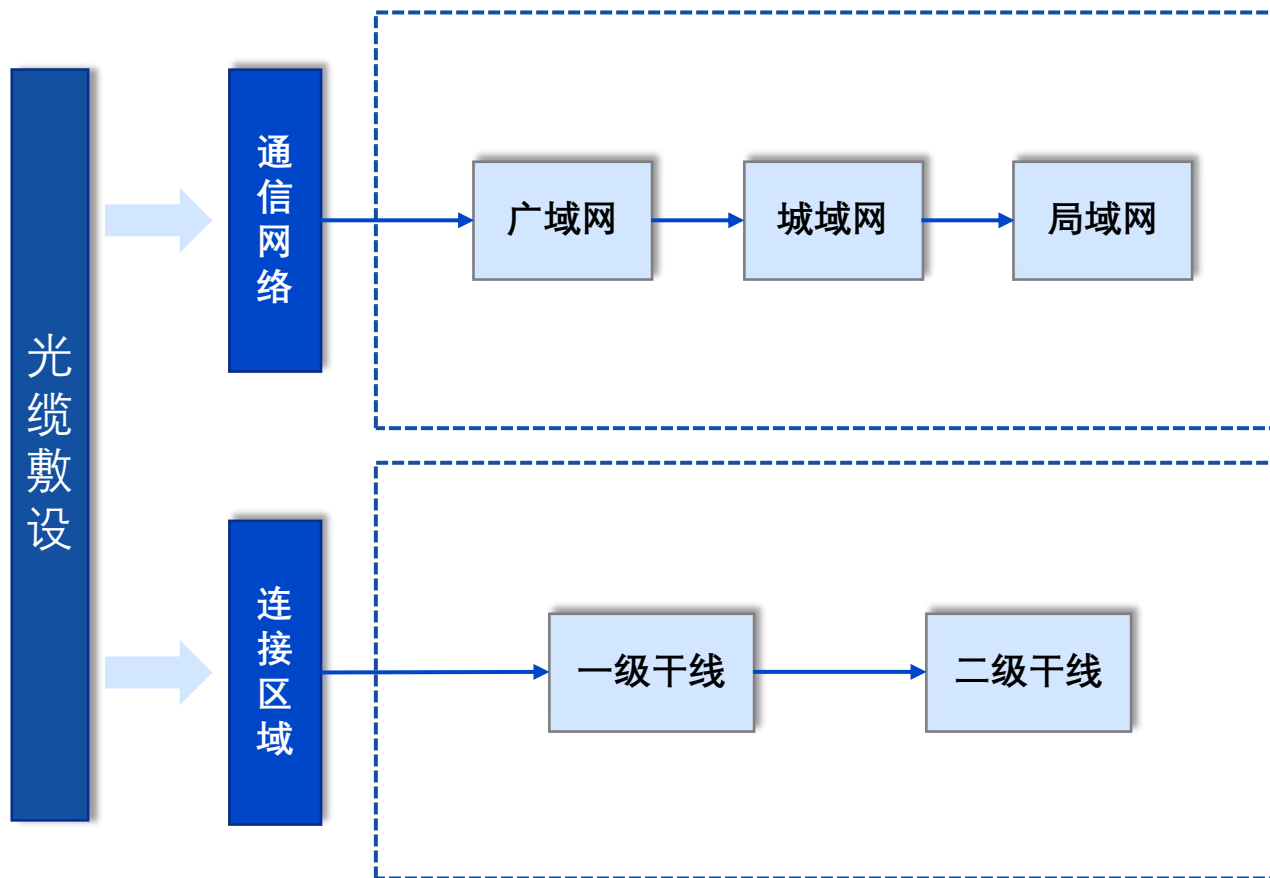 光缆敷设
通信网络
广域网
城域网
局域网
连接区域
一级干线
二级干线